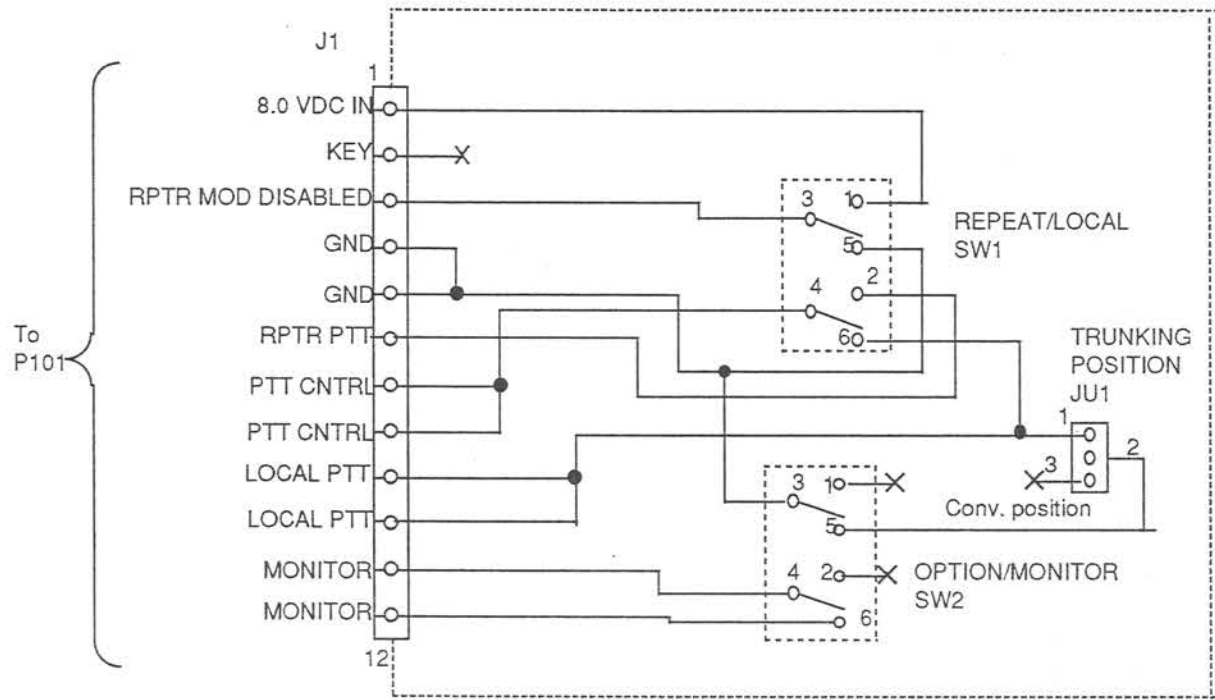 J1
1
8.0 VDC IN
KEY
RPTR MOD DISABLED
GND
GND
RPTR PTT
PTT CNTRL
PTT CNTRL
LOCAL PTT
LOCAL PTT
MONITOR
MONITOR
12
To
P101
3
1
5
4
2
6
REPEAT/LOCAL
SW1
TRUNKING
POSITION
JU1
1
2
3
Conv. position
3
1
5
4
2
6
OPTION/MONITOR
SW2